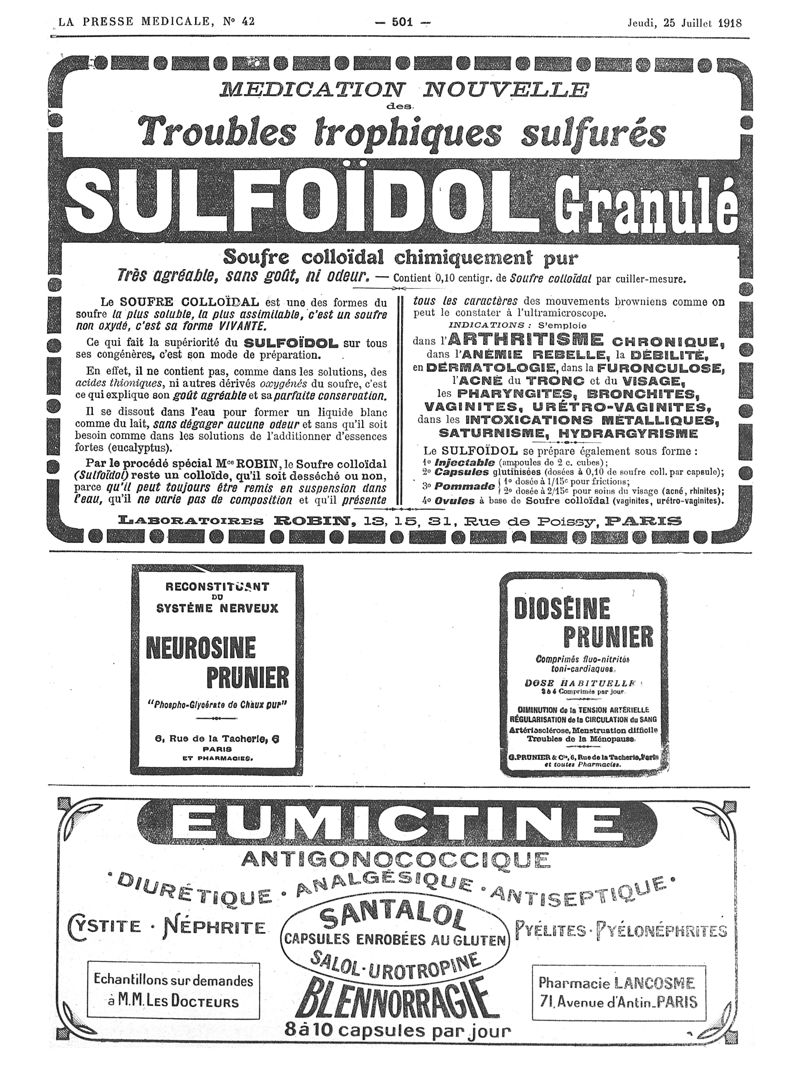 LA PRESSE MEDICALE, N° 42
— 501 —
Jeudi, 25 Juillet 1918
MEDICATION NOUVELLE
des
Troubles trophiques sulfurés
SULFOÏDOL Granulé
Soufre colloïdal chimiquement pur
Très agréable, sans goût, ni odeur. — Contient 0,10 centigr. de Soufre colloïdal par cuiller-mesure.
Le SOUFRE COLLOÏDAL est une des formes du
soufre la plus soluble, la plus assimilable, c'est un soufre
non oxydé, c'est sa forme VIVANTE.
Ce qui fait la supériorité du SULFOÏDOL sur tous
ses congénères, c'est son mode de préparation.
En effet, il ne contient pas, comme dans les solutions, des
acides thioniques, ni autres dérivés oxygénés du soufre, c'est
ce qui explique son goût agréable et sa parfaite conservation.
Il se dissout dans l'eau pour former un liquide blanc
comme du lait, sans dégager aucune odeur et sans qu'il soit
besoin comme dans les solutions de l'additionner d'essences
fortes (eucalyptus).
Par le procédé spécial Mce ROBIN, le Soufre colloïdal
(Sulfoïdol) reste un colloïde, qu'il soit desséché ou non,
parce qu'il peut toujours être remis en suspension dans
l'eau, qu'il ne varie pas de composition et qu'il présente
tous les caractères des mouvements browniens comme on
peut le constater à l'ultramicroscope.
INDICATIONS : S'emploie
dans l'ARTHRITISME CHRONIQUE,
dans l'ANÉMIE REBELLE, la DÉBILITÉ,
en DERMATOLOGIE, dans la FURONCULOSE,
l'ACNÉ du TRONC et du VISAGE,
les PHARYNGITES, BRONCHITES,
VAGINITES, URÉTRO-VAGINITES,
dans les INTOXICATIONS MÉTALLIQUES,
SATURNISME, HYDRARGYRISME
Le SULFOÏDOL se prépare également sous forme :
1° Injectable (ampoules de 2 c. cubes);
2° Capsules glutinisées (dosées à 0,10 de soufre coll. par capsule);
3° Pommade { 1° dosée à 1/15e pour frictions;
2° dosée à 2/15e pour soins du visage (acné, rhinites);
4° Ovules à base de Soufre colloïdal (vaginites, urétro-vaginites).
LABORATOIRES ROBIN, 13, 15, 31, Rue de Poissy, PARIS
RECONSTITUANT
DU
SYSTÈME NERVEUX
NEUROSINE
PRUNIER
"Phospho-Glycérate de Chaux pur"
6, Rue de la Tacherie, 6
PARIS
ET PHARMACIES.
DIOSÉINE
PRUNIER
Comprimés fluo-nitrités
toni-cardiaques.
DOSE HABITUELLE :
2 à 4 Comprimés par jour.
DIMINUTION de la TENSION ARTÉRIELLE
RÉGULARISATION de la CIRCULATION du SANG
Artériosclérose, Menstruation difficile
Troubles de la Ménopause.
G. PRUNIER & Cie, 6, Rue de la Tacherie, Paris
et toutes Pharmacies.
EUMICTINE
ANTIGONOCOCCIQUE
·DIURÉTIQUE · ANALGÉSIQUE · ANTISEPTIQUE·
CYSTITE · NÉPHRITE
SANTALOL
CAPSULES ENROBÉES AU GLUTEN
SALOL-UROTROPINE
PYÉLITES · PYÉLONÉPHRITES
Echantillons sur demandes
à M.M. LES DOCTEURS
BLENNORRAGIE
8 à 10 capsules par jour
Pharmacie LANCOSME
71, Avenue d'Antin_PARIS